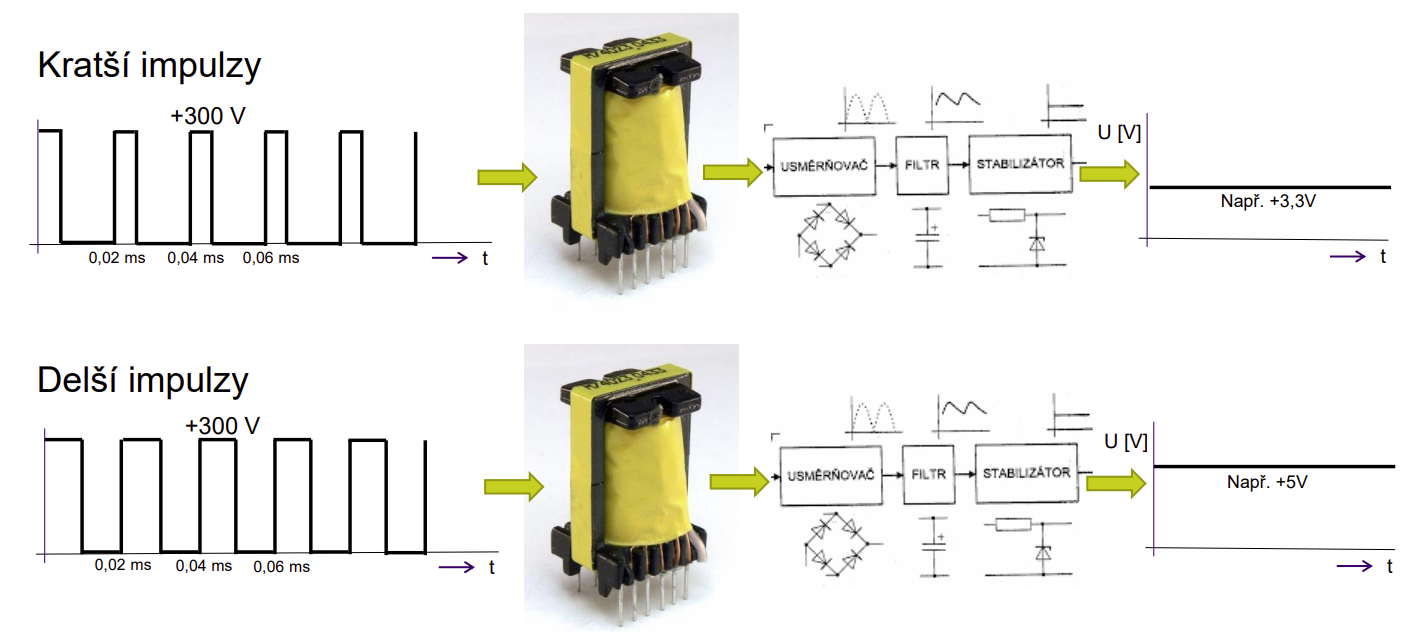 Kratší impulzy
+300 V
0,02 ms 0,04 ms 0,06 ms
t
USMĚRŇOVAČ
FILTR
STABILIZÁTOR
+
U [V]
Např. +3,3V
t
Delší impulzy
+300 V
0,02 ms 0,04 ms 0,06 ms
t
USMĚRŇOVAČ
FILTR
STABILIZÁTOR
+
U [V]
Např. +5V
t